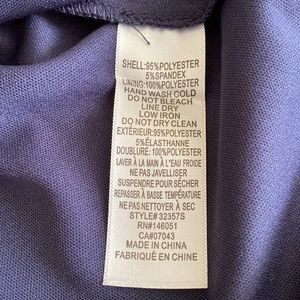 SHELL:95%POLYESTER
5%SPANDEX
LINING:100%POLYESTER
HAND WASH COLD
DO NOT BLEACH
LINE DRY
LOW IRON
DO NOT DRY CLEAN
EXTÉRIEUR:95%POLYESTER
5%ÉLASTHANNE
DOUBLURE: 100%POLYESTER
LAVER À LA MAIN À L'EAU FROIDE
NE PAS JAVELLISER
SUSPENDRE POUR SÉCHER
REPASSER À BASSE TEMPÉRATURE
NE PAS NETTOYER À SEC
STYLE# 32357S
RN#146051
CA#07043
MADE IN CHINA
FABRIQUÉ EN CHINE